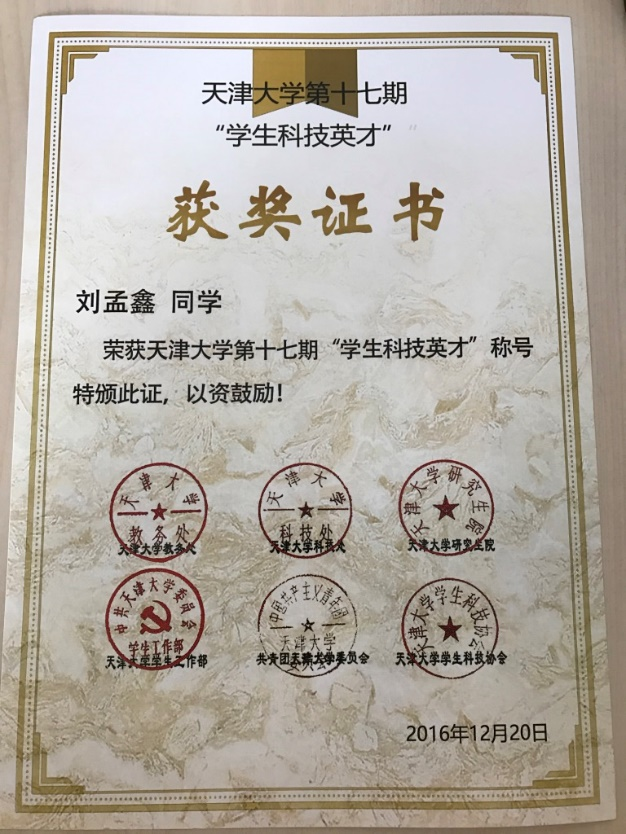 天津大学第十七期
“学生科技英才”
获奖证书
刘孟鑫 同学
荣获天津大学第十七期“学生科技英才”称号
特颁此证，以资鼓励！
天津大学
教务处
天津大学教务处
天津大学
科技处
天津大学科技处
天津大学研究生院
天津大学研究生院
中共天津大学委员会
学生工作部
天津大学学生工作部
中国共产主义青年团
天津大学
委员会
共青团天津大学委员会
天津大学学生科技协会
天津大学学生科技协会
2016年12月20日